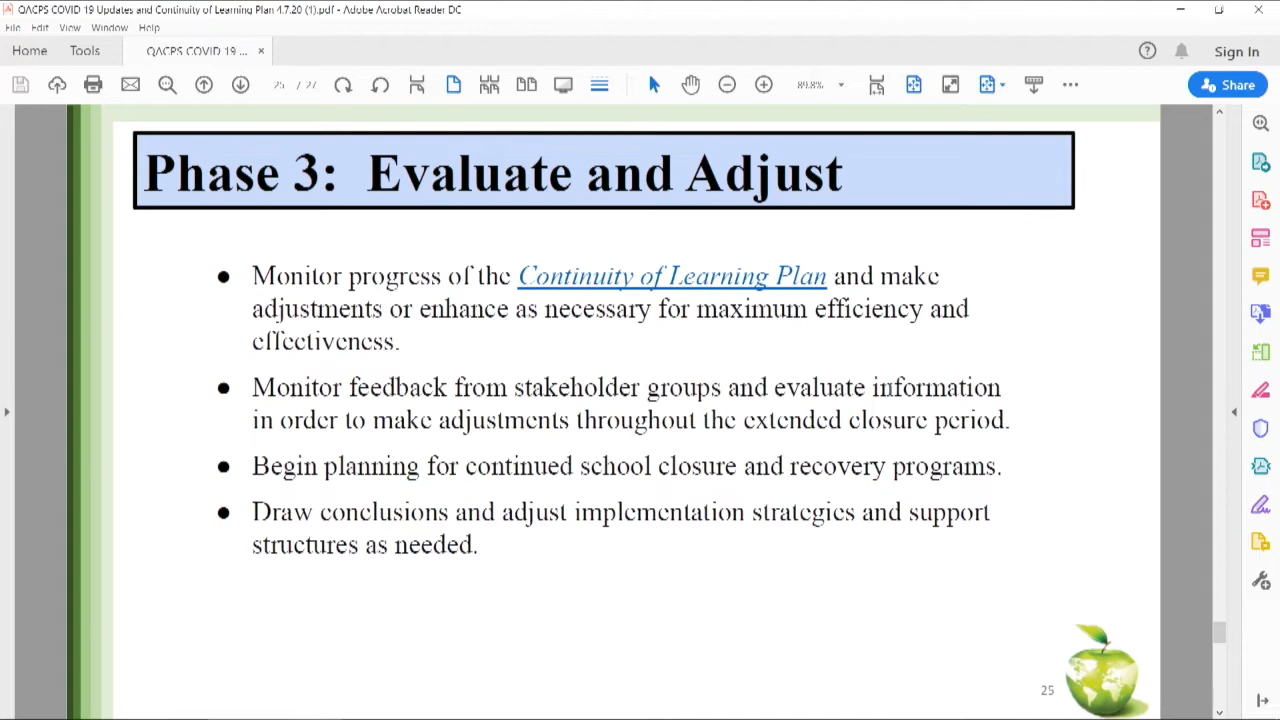 QACPS COVID 19 Updates and Continuity of Learning Plan 4.7.20 (1).pdf - Adobe Acrobat Reader DC
File Edit View Window Help
Home Tools QACPS COVID 19 ... × Sign In
25 / 27 89.8% Share
Phase 3: Evaluate and Adjust
● Monitor progress of the Continuity of Learning Plan and make
adjustments or enhance as necessary for maximum efficiency and
effectiveness.
● Monitor feedback from stakeholder groups and evaluate information
in order to make adjustments throughout the extended closure period.
● Begin planning for continued school closure and recovery programs.
● Draw conclusions and adjust implementation strategies and support
structures as needed.
25